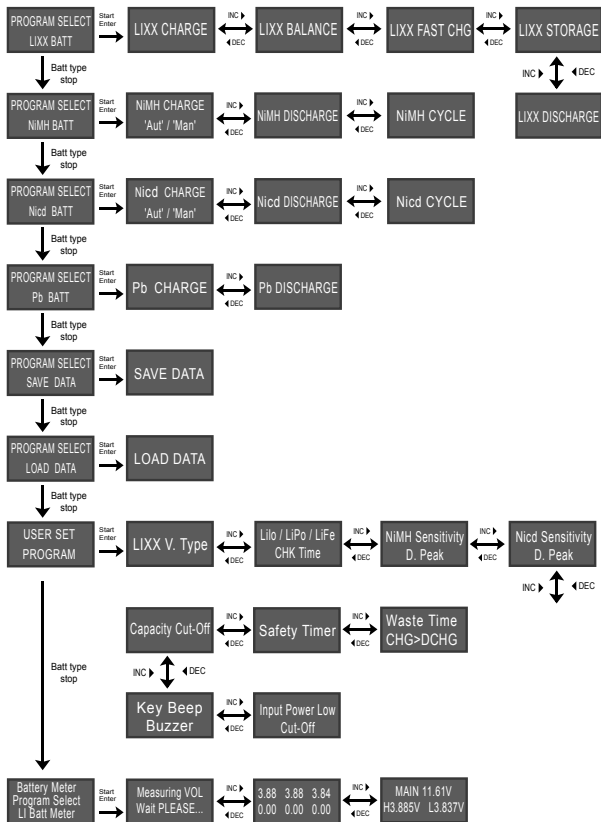 PROGRAM SELECT
LIXX BATT
Start
Enter
LIXX CHARGE
INC
DEC
LIXX BALANCE
INC
DEC
LIXX FAST CHG
INC
DEC
LIXX STORAGE
Batt type
stop
INC
DEC
PROGRAM SELECT
NiMH BATT
Start
Enter
NiMH CHARGE
'Aut' / 'Man'
INC
DEC
NiMH DISCHARGE
INC
DEC
NiMH CYCLE
LIXX DISCHARGE
Batt type
stop
PROGRAM SELECT
Nicd BATT
Start
Enter
Nicd CHARGE
'Aut' / 'Man'
INC
DEC
Nicd DISCHARGE
INC
DEC
Nicd CYCLE
Batt type
stop
PROGRAM SELECT
Pb BATT
Start
Enter
Pb CHARGE
INC
DEC
Pb DISCHARGE
Batt type
stop
PROGRAM SELECT
SAVE DATA
Start
Enter
SAVE DATA
Batt type
stop
PROGRAM SELECT
LOAD DATA
Start
Enter
LOAD DATA
Batt type
stop
USER SET
PROGRAM
Start
Enter
LIXX V. Type
INC
DEC
LiIo / LiPo / LiFe
CHK Time
INC
DEC
NiMH Sensitivity
D. Peak
INC
DEC
Nicd Sensitivity
D. Peak
INC
DEC
Capacity Cut-Off
INC
DEC
Safety Timer
INC
DEC
Waste Time
CHG>DCHG
Batt type
stop
INC
DEC
Key Beep
Buzzer
INC
DEC
Input Power Low
Cut-Off
Battery Meter
Program Select
LI Batt Meter
Start
Enter
Measuring VOL
Wait PLEASE...
INC
DEC
3.88 3.88 3.84
0.00 0.00 0.00
INC
DEC
MAIN 11.61V
H3.885V L3.837V